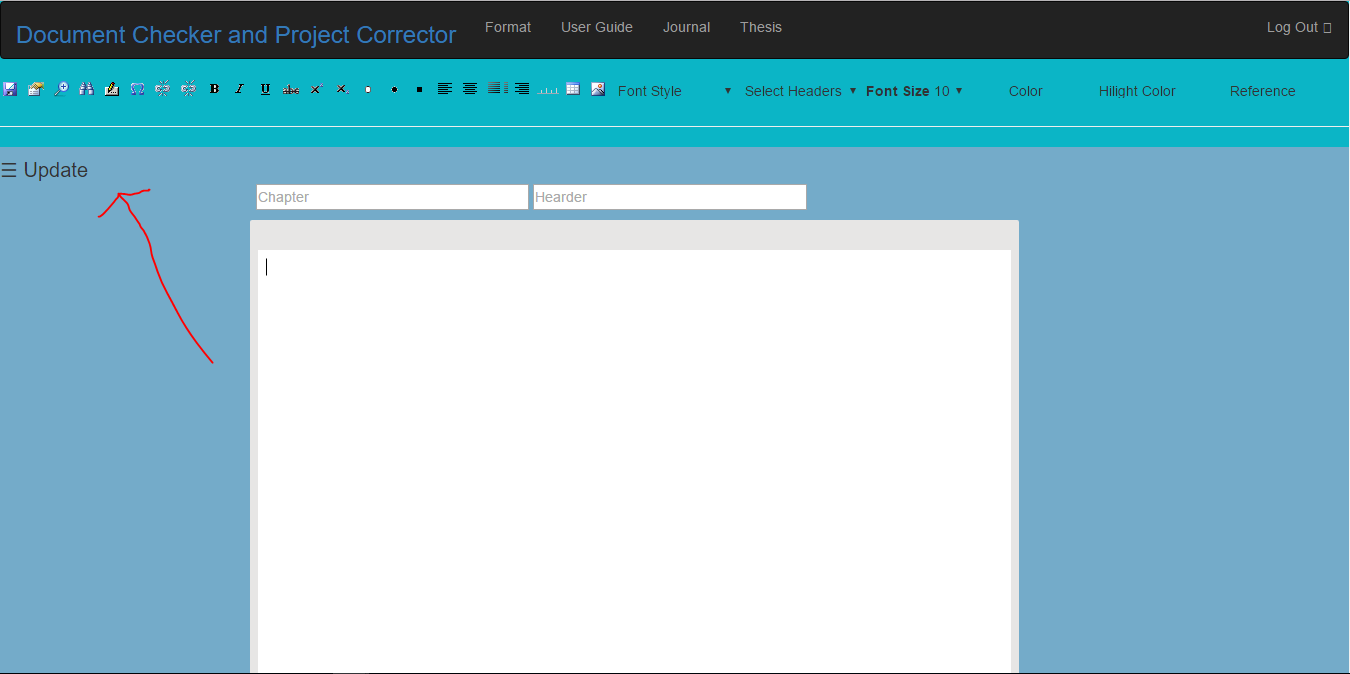 Document Checker and Project Corrector Format User Guide Journal Thesis Log Out
B I U abc x x Font Style Select Headers Font Size 10 Color Hilight Color Reference
☰ Update
Chapter Hearder